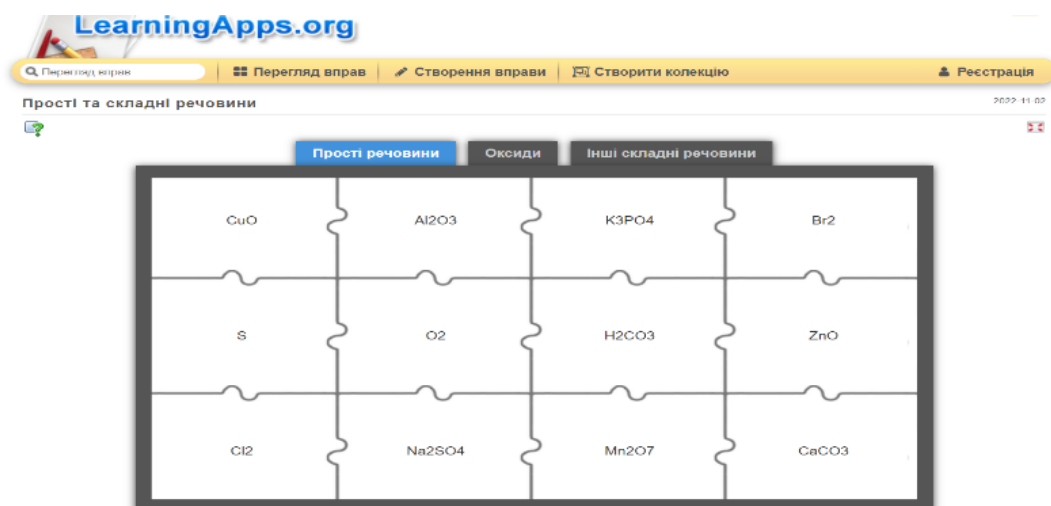 LearningApps.org
Перегляд вправ Перегляд вправ Створення вправи Створити колекцію Реєстрація
Прості та складні речовини 2022-11-02
Прості речовини Оксиди Інші складні речовини
CuO Al2O3 K3PO4 Br2
S O2 H2CO3 ZnO
Cl2 Na2SO4 Mn2O7 CaCO3